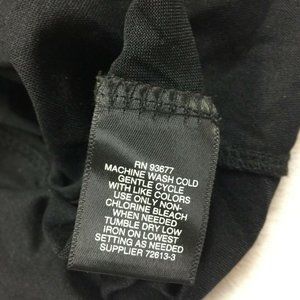 RN 93677
MACHINE WASH COLD
GENTLE CYCLE
WITH LIKE COLORS
USE ONLY NON-
CHLORINE BLEACH
WHEN NEEDED
TUMBLE DRY LOW
IRON ON LOWEST
SETTING AS NEEDED
SUPPLIER 72613-3